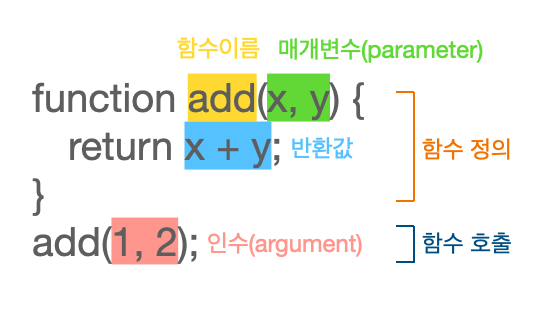 함수이름 매개변수(parameter)
function add(x, y) {
return x + y; 반환값
함수 정의
}
add(1, 2); 인수(argument) 함수 호출